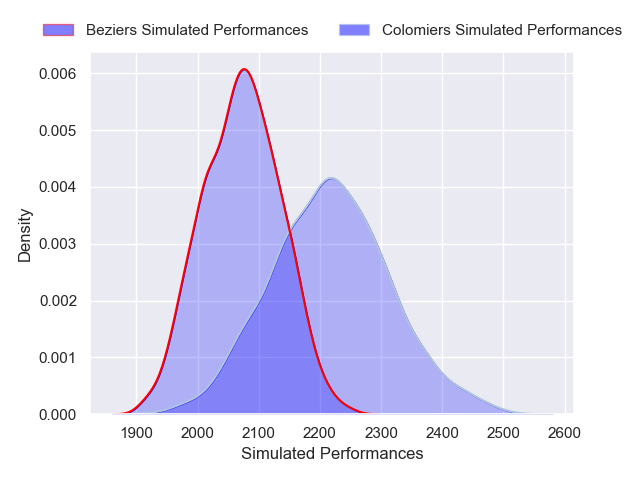 Beziers Simulated Performances
Colomiers Simulated Performances
0.006
0.005
0.004
0.003
0.002
0.001
0.000
Density
1900 2000 2100 2200 2300 2400 2500 2600
Simulated Performances